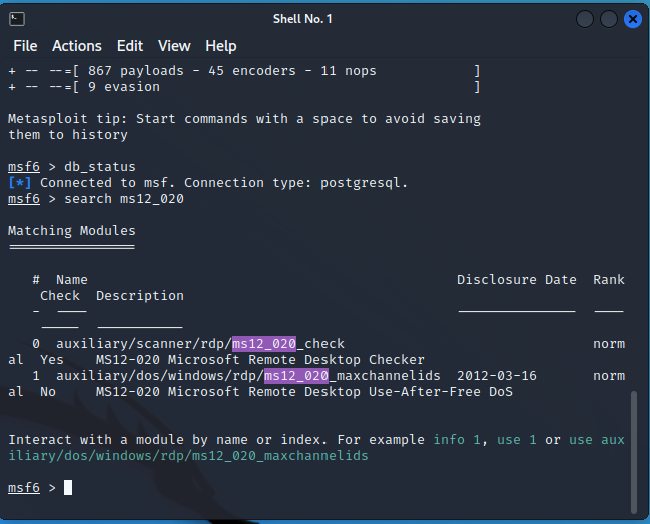 Shell No. 1
File Actions Edit View Help
+ -- --=[ 867 payloads - 45 encoders - 11 nops ]
+ -- --=[ 9 evasion ]
Metasploit tip: Start commands with a space to avoid saving
them to history
msf6 > db_status
[*] Connected to msf. Connection type: postgresql.
msf6 > search ms12_020
Matching Modules
================
# Name Disclosure Date Rank
Check Description
- ---- --------------- ----
----- -----------
0 auxiliary/scanner/rdp/ms12_020_check norm
al Yes MS12-020 Microsoft Remote Desktop Checker
1 auxiliary/dos/windows/rdp/ms12_020_maxchannelids 2012-03-16 norm
al No MS12-020 Microsoft Remote Desktop Use-After-Free DoS
Interact with a module by name or index. For example info 1, use 1 or use aux
iliary/dos/windows/rdp/ms12_020_maxchannelids
msf6 >